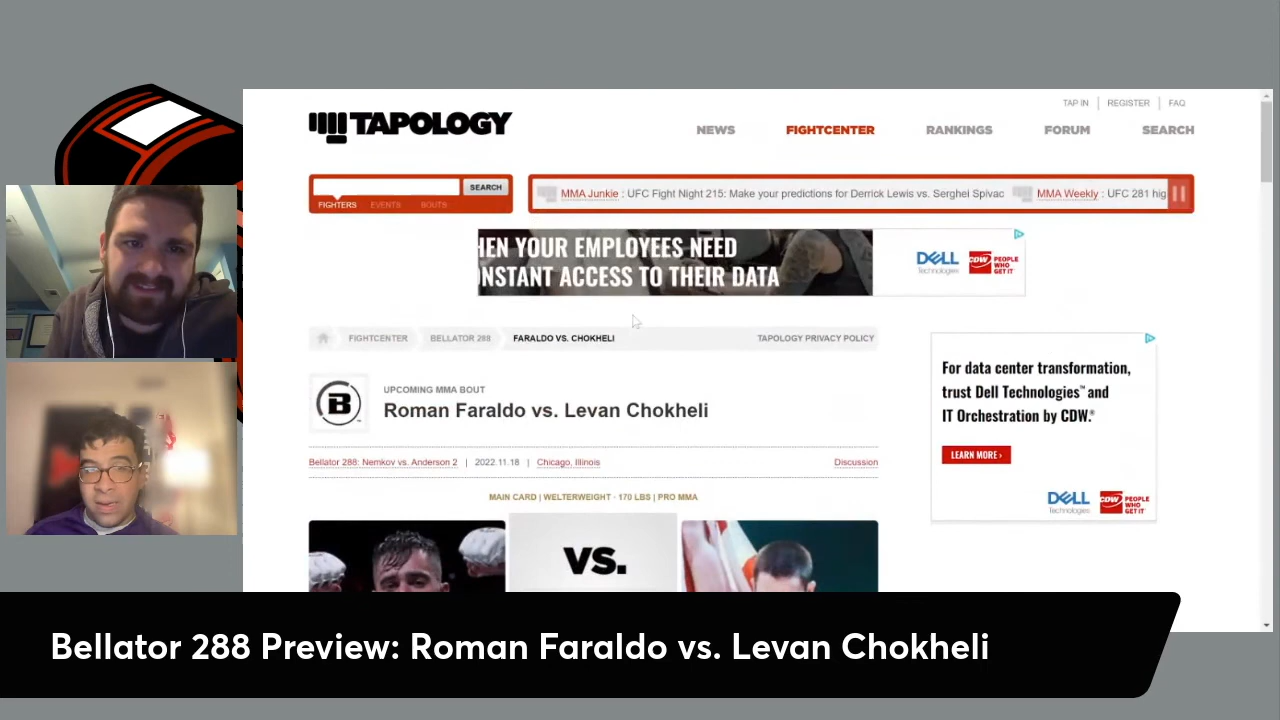 TAP IN | REGISTER | FAQ
TAPOLOGY
NEWS FIGHTCENTER RANKINGS FORUM SEARCH
SEARCH
FIGHTERS EVENTS BOUTS
MMA Junkie : UFC Fight Night 215: Make your predictions for Derrick Lewis vs. Serghei Spivac
MMA Weekly : UFC 281 hig
HEN YOUR EMPLOYEES NEED
NSTANT ACCESS TO THEIR DATA
DELL
Technologies
CDW
PEOPLE
WHO
GET IT
FIGHTCENTER BELLATOR 288 FARALDO VS. CHOKHELI TAPOLOGY PRIVACY POLICY
For data center transformation,
trust Dell Technologies™ and
IT Orchestration by CDW.®
LEARN MORE ›
DELL
Technologies
CDW
PEOPLE
WHO
GET IT
B
UPCOMING MMA BOUT
Roman Faraldo vs. Levan Chokheli
Bellator 288: Nemkov vs. Anderson 2 | 2022.11.18 | Chicago, Illinois Discussion
MAIN CARD | WELTERWEIGHT · 170 LBS | PRO MMA
VS.
Bellator 288 Preview: Roman Faraldo vs. Levan Chokheli